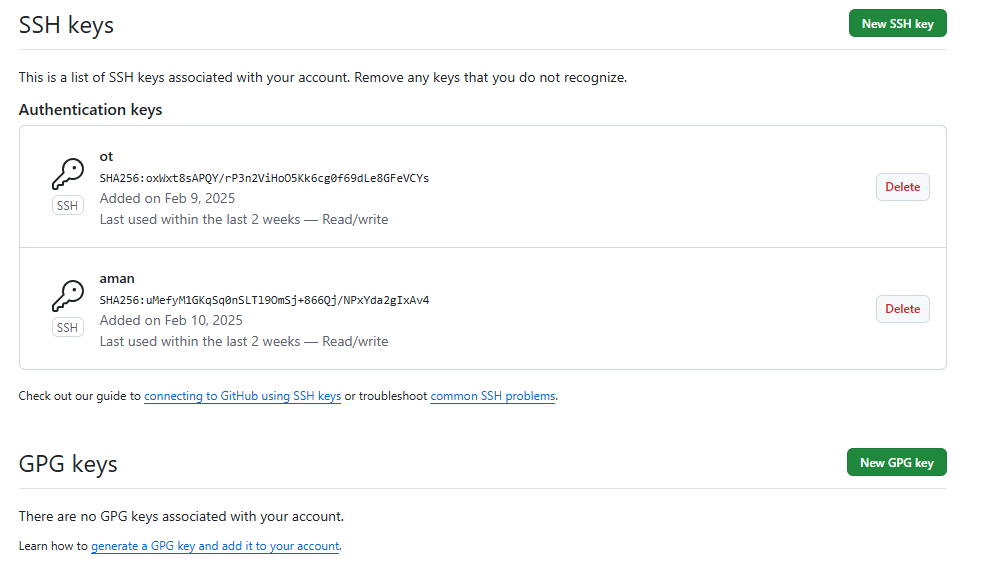 SSH keys
New SSH key
This is a list of SSH keys associated with your account. Remove any keys that you do not recognize.
Authentication keys
ot
SHA256:oxWxt8sAPQY/rP3n2ViHoO5Kk6cg0f69dLe8GFeVCYs
Added on Feb 9, 2025
Last used within the last 2 weeks — Read/write
SSH
Delete
aman
SHA256:uMefyM1GKqSq0nSLTl9OmSj+866Qj/NPxYda2gIxAv4
Added on Feb 10, 2025
Last used within the last 2 weeks — Read/write
SSH
Delete
Check out our guide to connecting to GitHub using SSH keys or troubleshoot common SSH problems.
GPG keys
New GPG key
There are no GPG keys associated with your account.
Learn how to generate a GPG key and add it to your account.